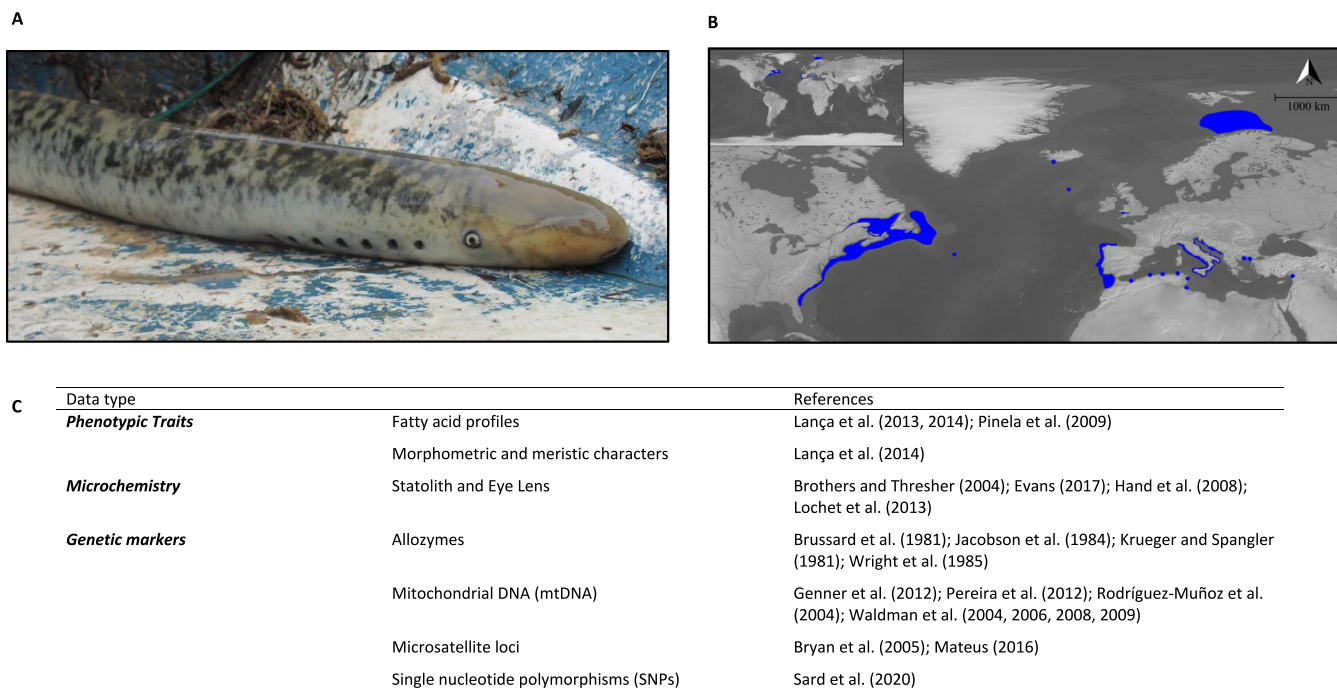 A
B
N
1000 km
C
Data type References
Phenotypic Traits Fatty acid profiles Lança et al. (2013, 2014); Pinela et al. (2009)
Morphometric and meristic characters Lança et al. (2014)
Microchemistry Statolith and Eye Lens Brothers and Thresher (2004); Evans (2017); Hand et al. (2008);
Lochet et al. (2013)
Genetic markers Allozymes Brussard et al. (1981); Jacobson et al. (1984); Krueger and Spangler
(1981); Wright et al. (1985)
Mitochondrial DNA (mtDNA) Genner et al. (2012); Pereira et al. (2012); Rodríguez-Muñoz et al.
(2004); Waldman et al. (2004, 2006, 2008, 2009)
Microsatellite loci Bryan et al. (2005); Mateus (2016)
Single nucleotide polymorphisms (SNPs) Sard et al. (2020)